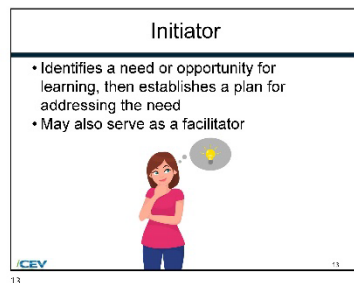 Initiator
• Identifies a need or opportunity for
learning, then establishes a plan for
addressing the need
• May also serve as a facilitator
iCEV
13
13